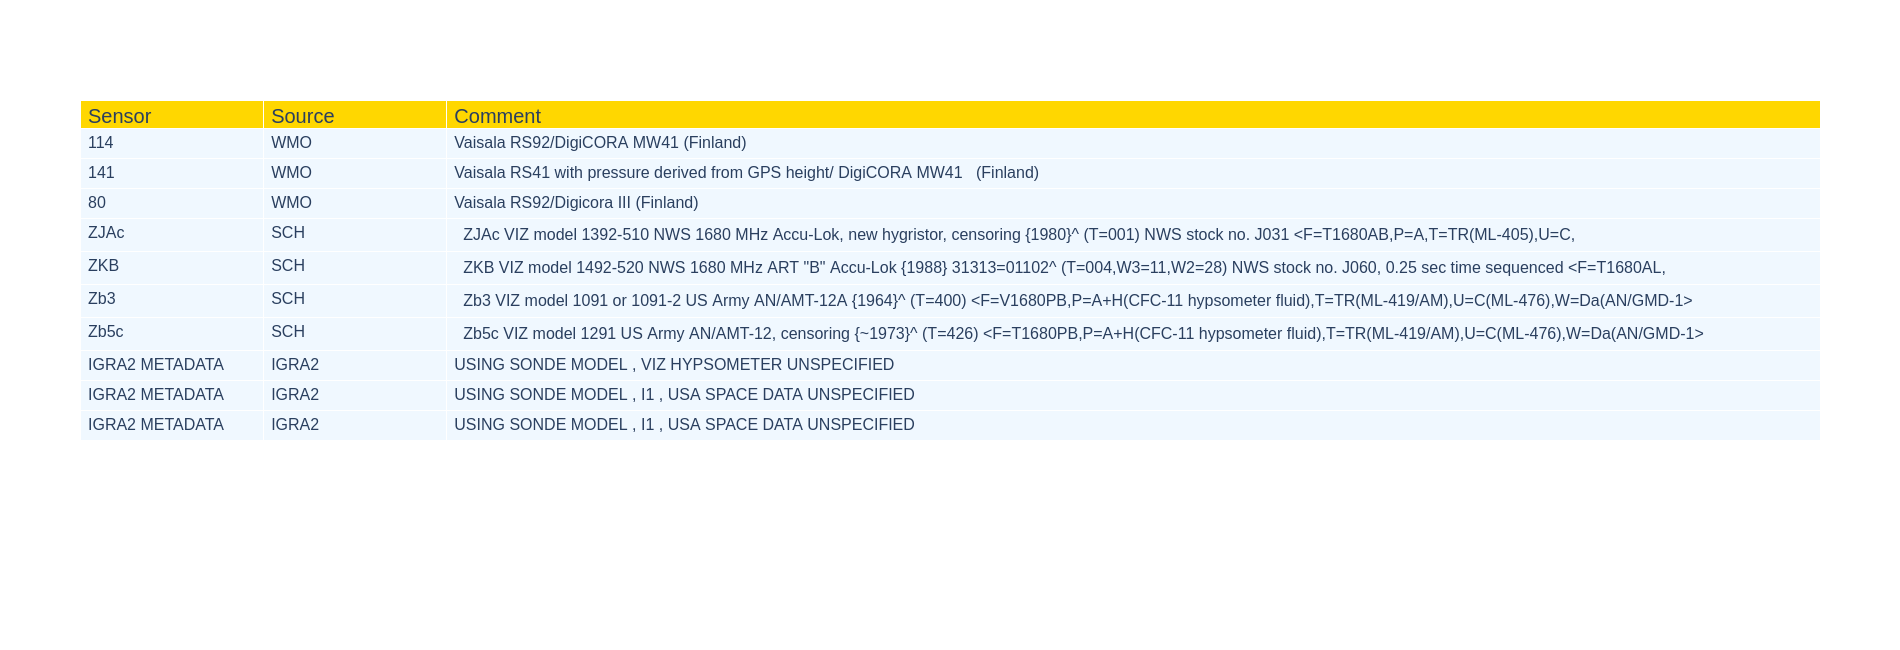 Sensor Source Comment
114 WMO Vaisala RS92/DigiCORA MW41 (Finland)
141 WMO Vaisala RS41 with pressure derived from GPS height/ DigiCORA MW41 (Finland)
80 WMO Vaisala RS92/Digicora III (Finland)
ZJAc SCH ZJAc VIZ model 1392-510 NWS 1680 MHz Accu-Lok, new hygristor, censoring {1980}^ (T=001) NWS stock no. J031 <F=T1680AB,P=A,T=TR(ML-405),U=C,
ZKB SCH ZKB VIZ model 1492-520 NWS 1680 MHz ART "B" Accu-Lok {1988} 31313=01102^ (T=004,W3=11,W2=28) NWS stock no. J060, 0.25 sec time sequenced <F=T1680AL,
Zb3 SCH Zb3 VIZ model 1091 or 1091-2 US Army AN/AMT-12A {1964}^ (T=400) <F=V1680PB,P=A+H(CFC-11 hypsometer fluid),T=TR(ML-419/AM),U=C(ML-476),W=Da(AN/GMD-1>
Zb5c SCH Zb5c VIZ model 1291 US Army AN/AMT-12, censoring {~1973}^ (T=426) <F=T1680PB,P=A+H(CFC-11 hypsometer fluid),T=TR(ML-419/AM),U=C(ML-476),W=Da(AN/GMD-1>
IGRA2 METADATA IGRA2 USING SONDE MODEL , VIZ HYPSOMETER UNSPECIFIED
IGRA2 METADATA IGRA2 USING SONDE MODEL , I1 , USA SPACE DATA UNSPECIFIED
IGRA2 METADATA IGRA2 USING SONDE MODEL , I1 , USA SPACE DATA UNSPECIFIED